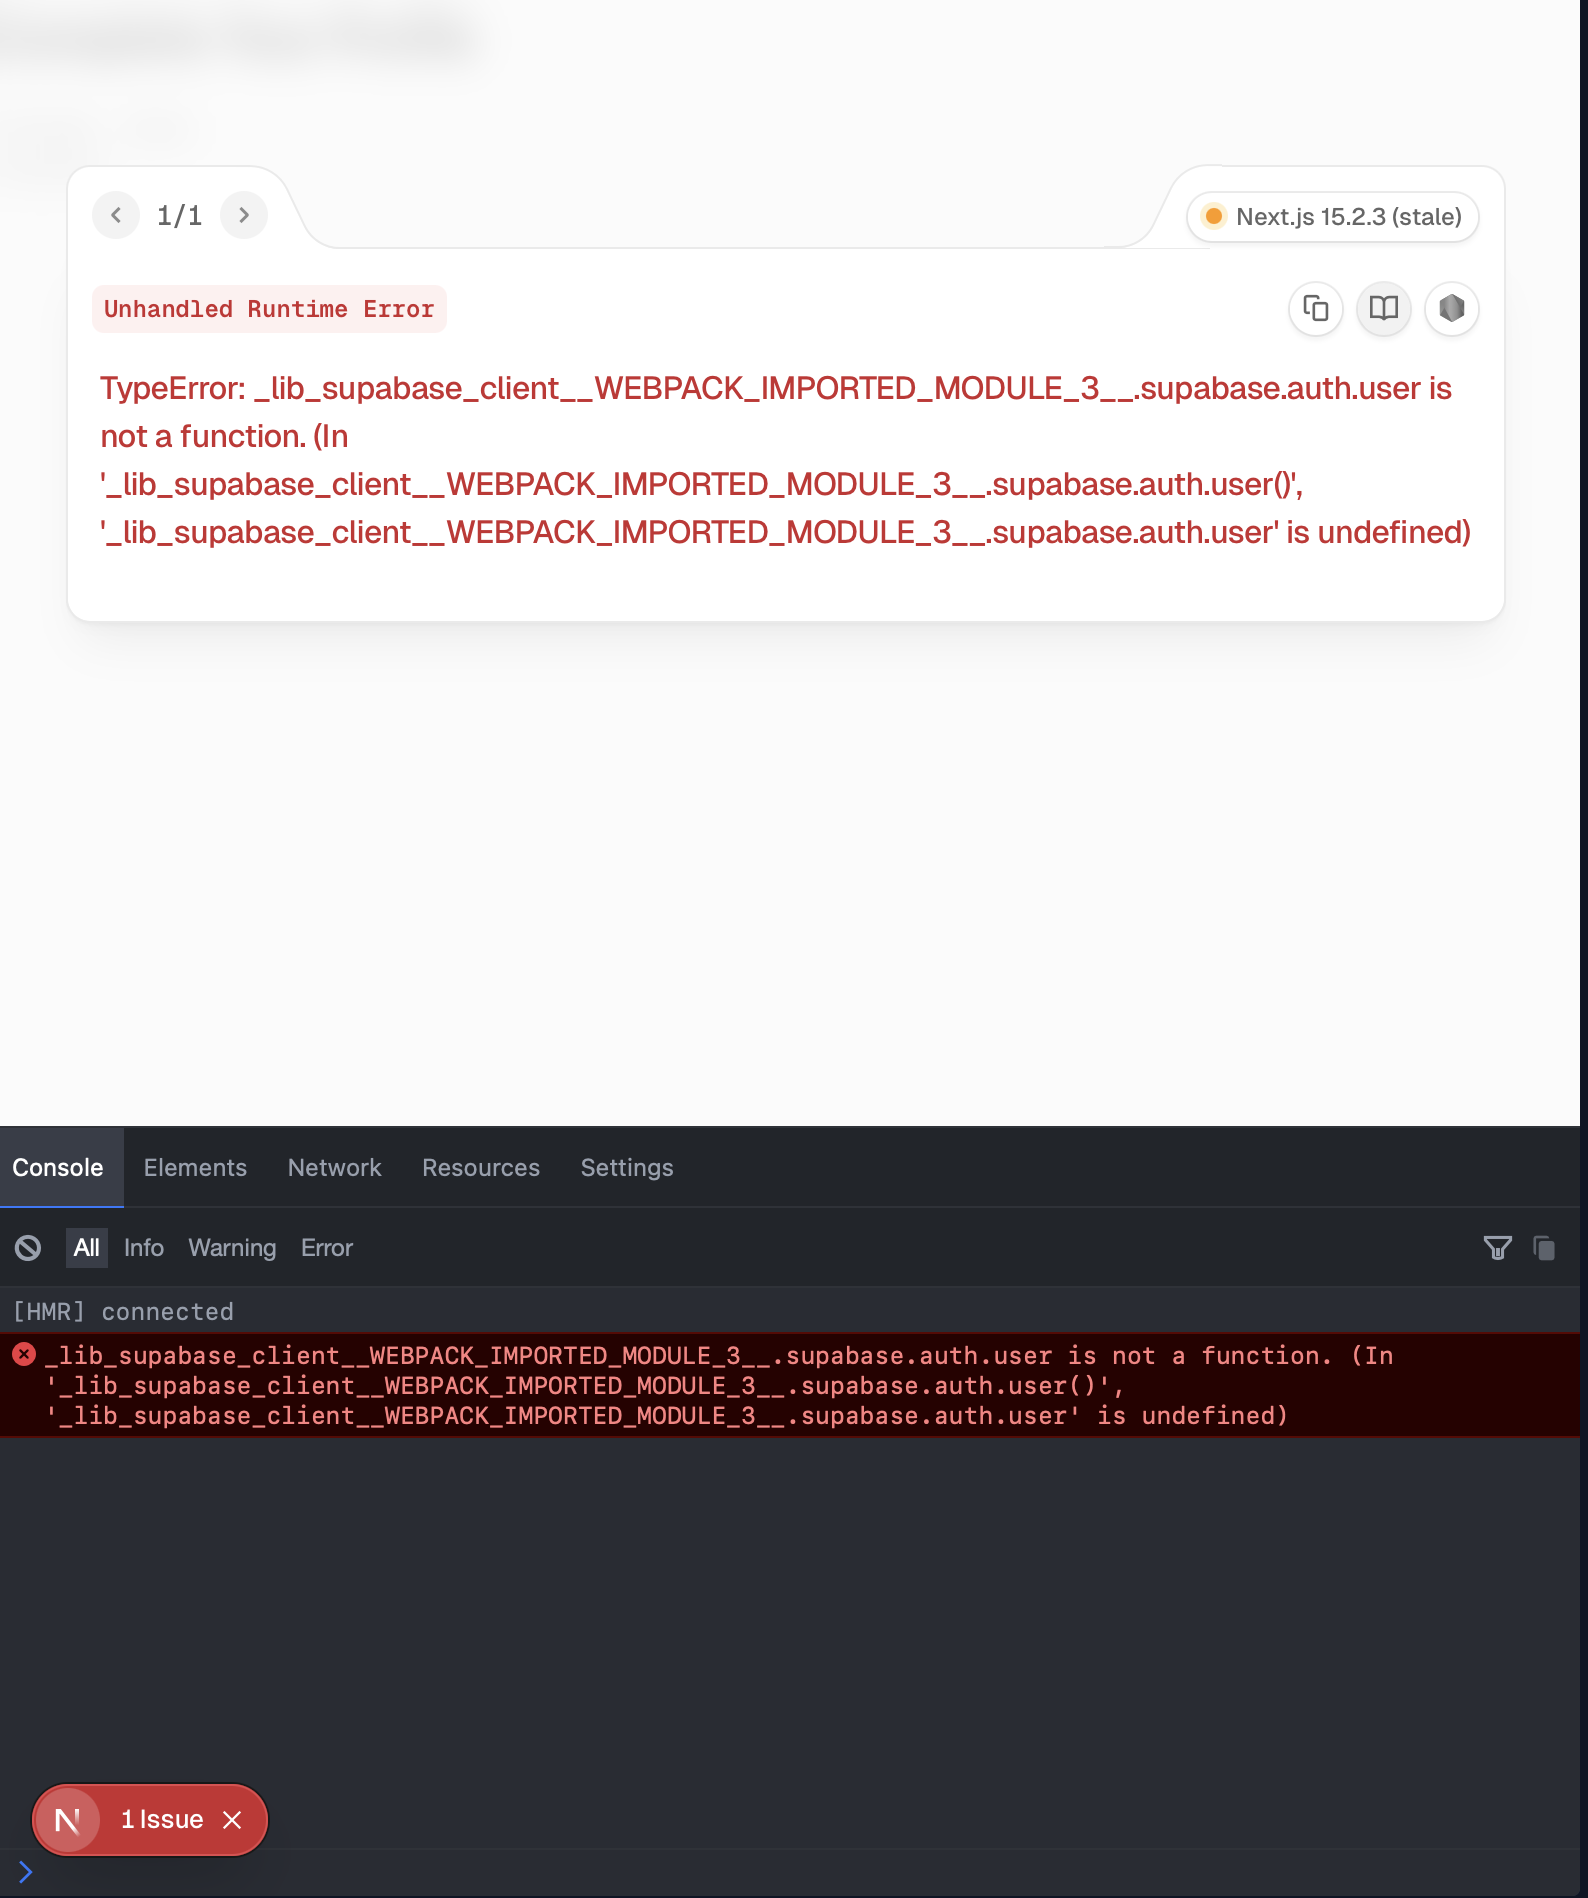 1/1
Next.js 15.2.3 (stale)
Unhandled Runtime Error
TypeError: _lib_supabase_client__WEBPACK_IMPORTED_MODULE_3__.supabase.auth.user is
not a function. (In
'_lib_supabase_client__WEBPACK_IMPORTED_MODULE_3__.supabase.auth.user()',
'_lib_supabase_client__WEBPACK_IMPORTED_MODULE_3__.supabase.auth.user' is undefined)
Console Elements Network Resources Settings
All Info Warning Error
[HMR] connected
_lib_supabase_client__WEBPACK_IMPORTED_MODULE_3__.supabase.auth.user is not a function. (In
'_lib_supabase_client__WEBPACK_IMPORTED_MODULE_3__.supabase.auth.user()',
'_lib_supabase_client__WEBPACK_IMPORTED_MODULE_3__.supabase.auth.user' is undefined)
N 1 Issue